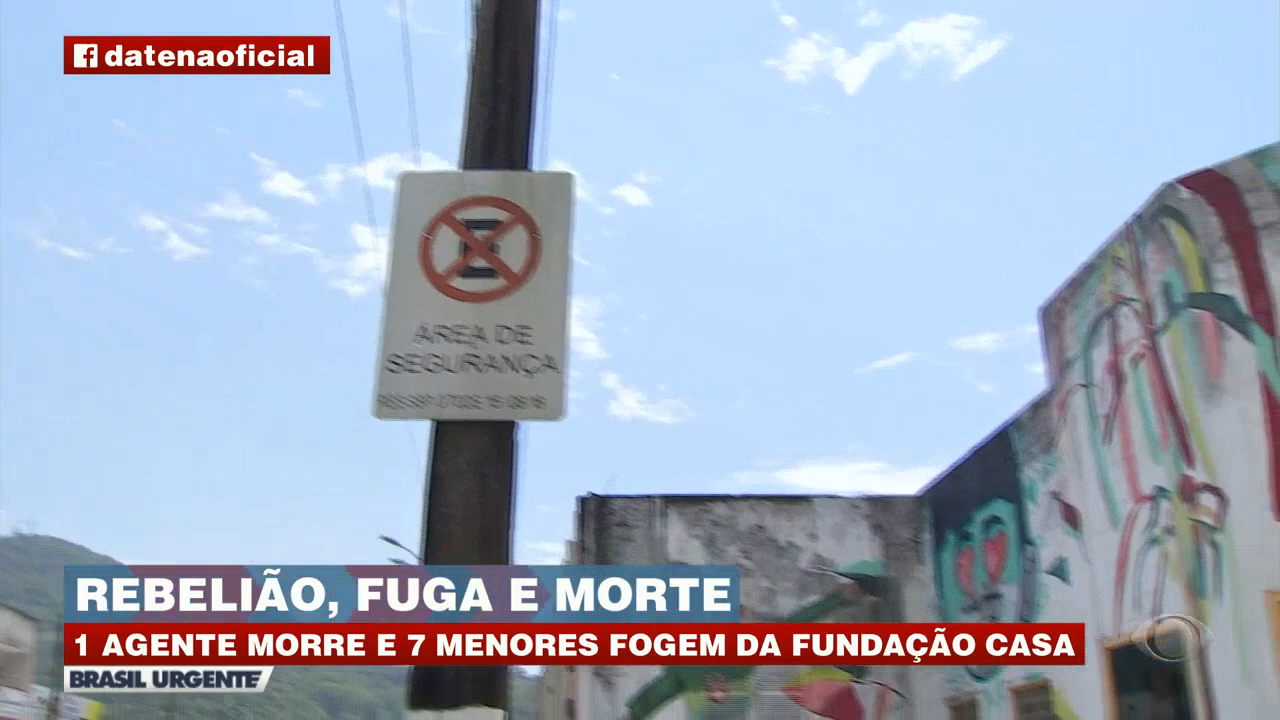 datenaoficial
ÁREA DE
SEGURANÇA
REBELIÃO, FUGA E MORTE
1 AGENTE MORRE E 7 MENORES FOGEM DA FUNDAÇÃO CASA
BRASIL URGENTE